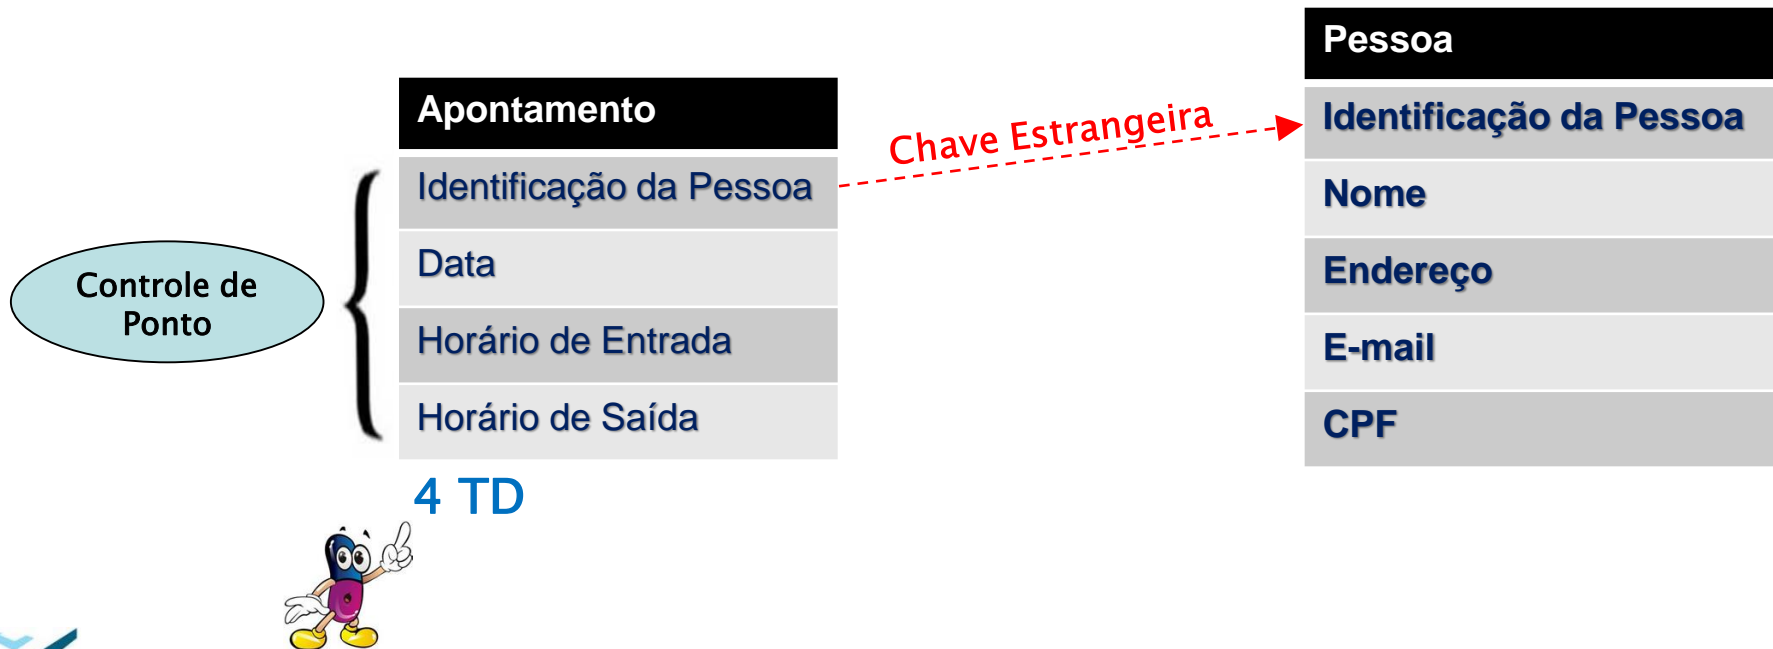 Controle de
Ponto
Apontamento
Identificação da Pessoa
Data
Horário de Entrada
Horário de Saída
4 TD
Chave Estrangeira
Pessoa
Identificação da Pessoa
Nome
Endereço
E-mail
CPF